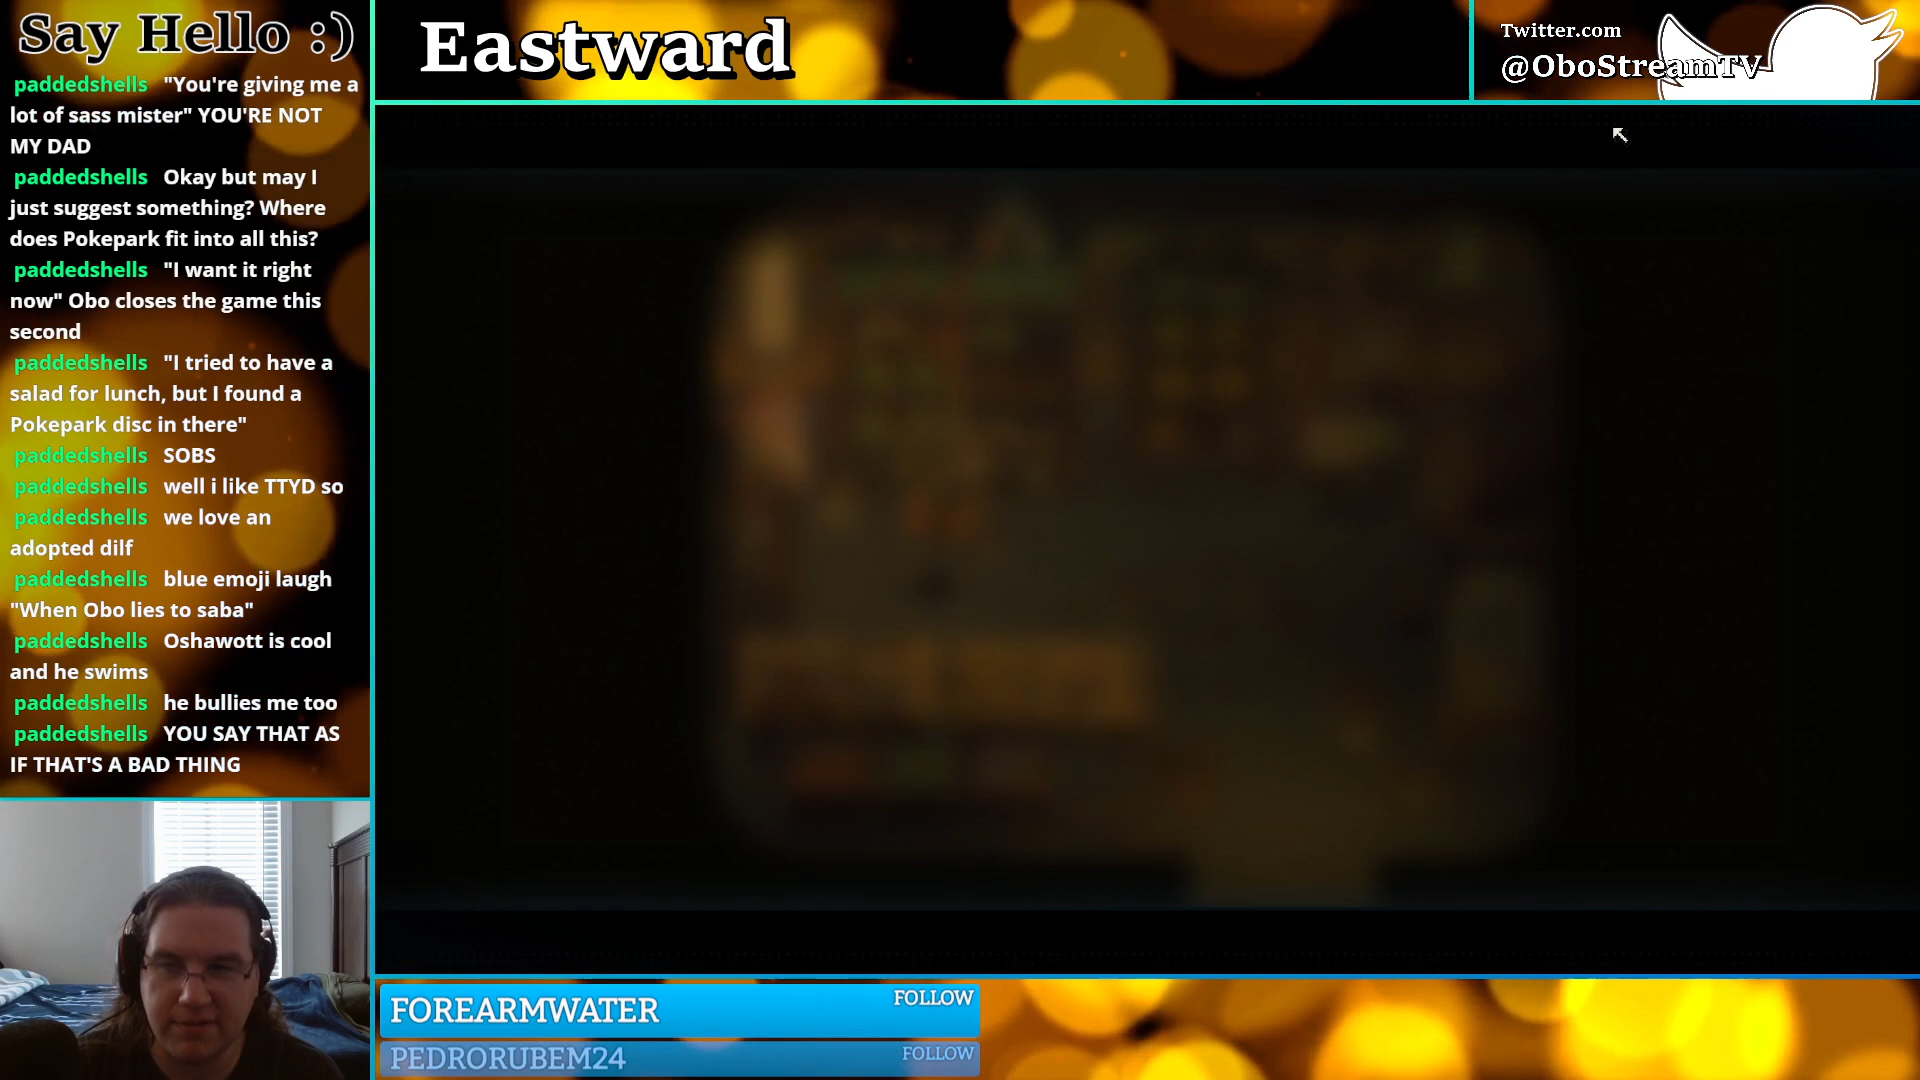 Say Hello :)
paddedshells "You're giving me a
lot of sass mister" YOU'RE NOT
MY DAD
paddedshells Okay but may I
just suggest something? Where
does Pokepark fit into all this?
paddedshells "I want it right
now" Obo closes the game this
second
paddedshells "I tried to have a
salad for lunch, but I found a
Pokepark disc in there"
paddedshells SOBS
paddedshells well i like TTYD so
paddedshells we love an
adopted dilf
paddedshells blue emoji laugh
"When Obo lies to saba"
paddedshells Oshawott is cool
and he swims
paddedshells he bullies me too
paddedshells YOU SAY THAT AS
IF THAT'S A BAD THING
Eastward
Twitter.com
@OboStreamTV
FOREARMWATER FOLLOW
PEDRORUBEM24 FOLLOW